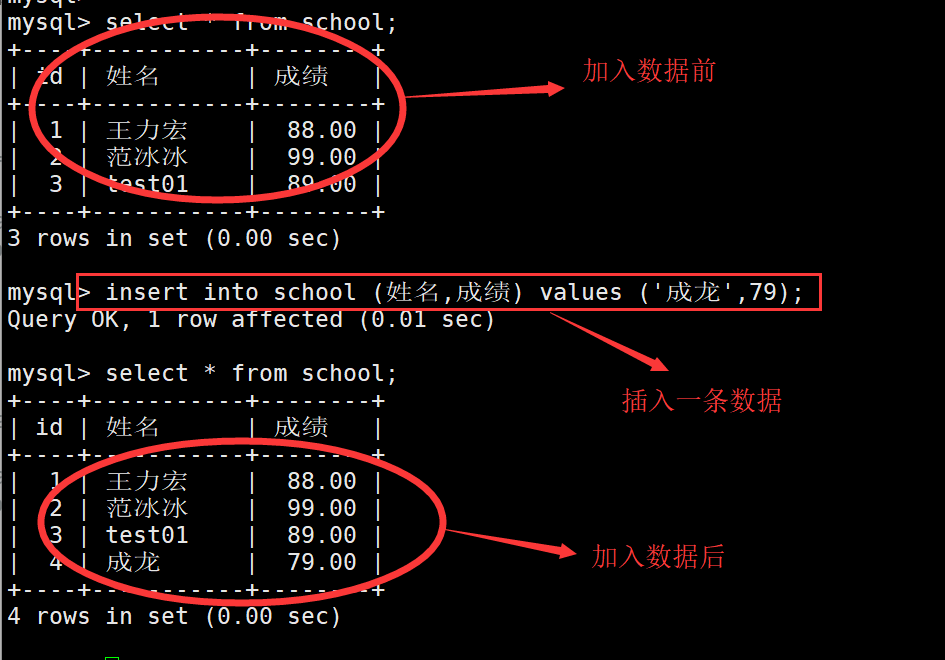 mysql>
mysql> select * from school;
+----+-----------+--------+
| id | 姓名 | 成绩 |
+----+-----------+--------+
| 1 | 王力宏 | 88.00 |
| 2 | 范冰冰 | 99.00 |
| 3 | test01 | 89.00 |
+----+-----------+--------+
3 rows in set (0.00 sec)
加入数据前
mysql> insert into school (姓名,成绩) values ('成龙',79);
Query OK, 1 row affected (0.01 sec)
插入一条数据
mysql> select * from school;
+----+-----------+--------+
| id | 姓名 | 成绩 |
+----+-----------+--------+
| 1 | 王力宏 | 88.00 |
| 2 | 范冰冰 | 99.00 |
| 3 | test01 | 89.00 |
| 4 | 成龙 | 79.00 |
+----+-----------+--------+
4 rows in set (0.00 sec)
加入数据后